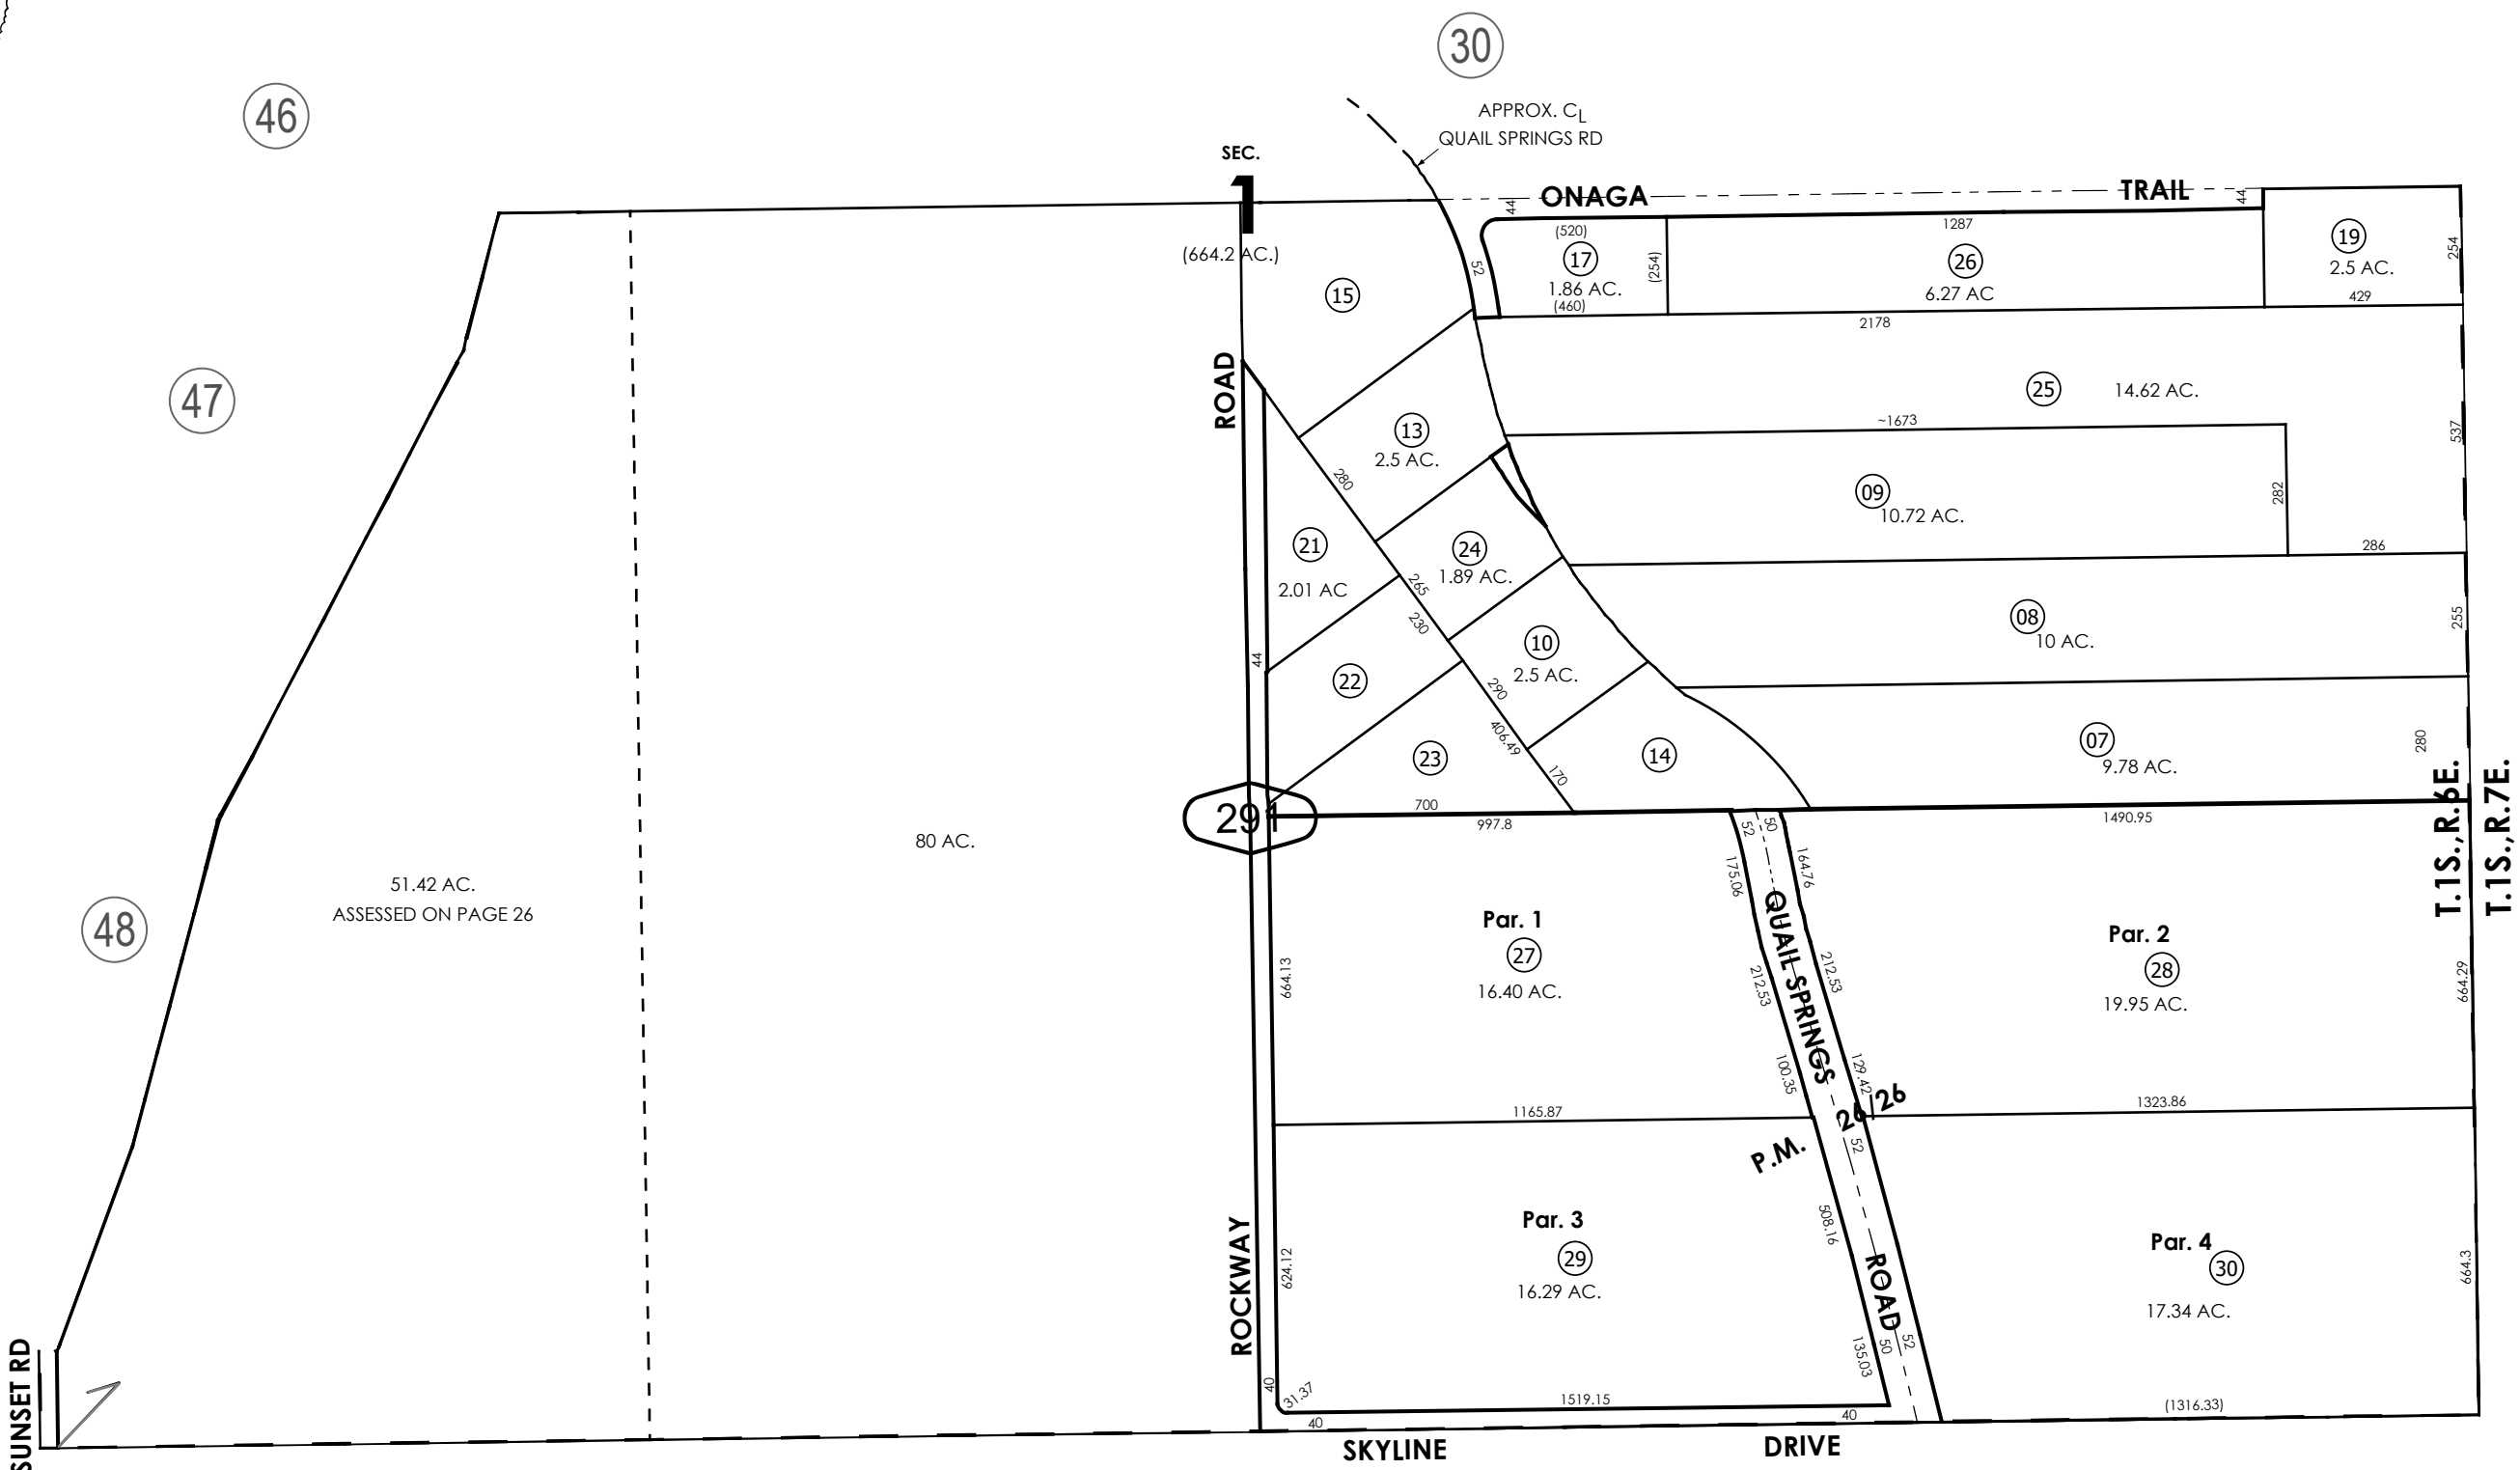 30
46
APPROX. CL
QUAIL SPRINGS RD
SEC.
1
(664.2 AC.)
ONAGA
TRAIL
44
44
1287
(520)
17
1.86 AC.
(460)
(254)
52
26
6.27 AC
19
2.5 AC.
254
429
15
2178
47
ROAD
25
14.62 AC.
537
~1673
13
2.5 AC.
280
09
10.72 AC.
282
286
21
2.01 AC
24
1.89 AC.
265
230
08
10 AC.
255
44
22
10
2.5 AC.
290
406.49
170
23
14
07
9.78 AC.
280
T.1S.,R.6E.
T.1S.,R.7E.
291
700
997.8
1490.95
80 AC.
51.42 AC.
ASSESSED ON PAGE 26
48
52
50
175.06
164.76
QUAIL SPRINGS
Par. 1
27
16.40 AC.
664.13
212.53
212.53
Par. 2
28
19.95 AC.
664.29
100.35
129.42
1165.87
1323.86
P.M.
26
26
52
ROCKWAY
624.12
Par. 3
29
16.29 AC.
508.16
ROAD
Par. 4
30
17.34 AC.
664.3
135.03
50
52
40
31.37
1519.15
(1316.33)
40
40
SUNSET RD
SKYLINE
DRIVE